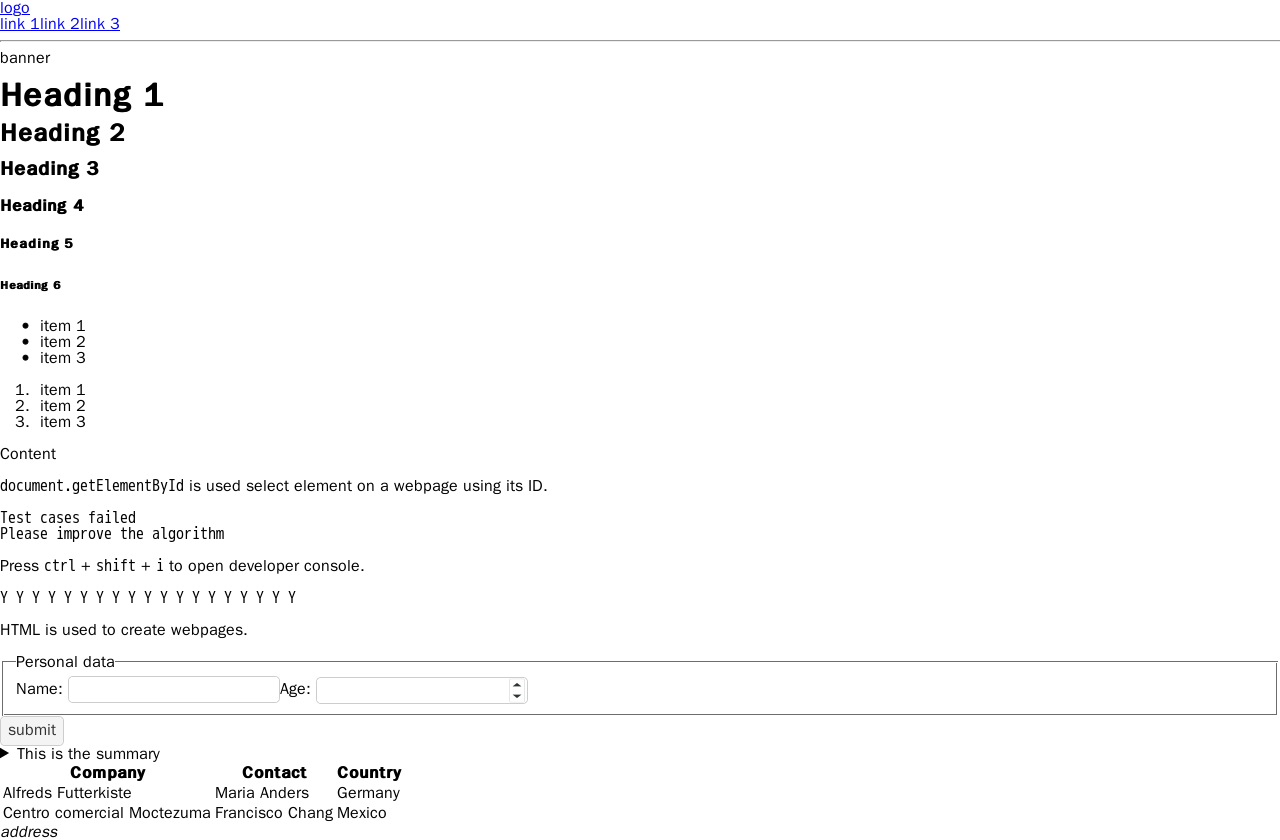 logo
link 1link 2link 3
banner
Heading 1
Heading 2
Heading 3
Heading 4
Heading 5
Heading 6
• item 1
• item 2
• item 3
1. item 1
2. item 2
3. item 3
Content
document.getElementById is used select element on a webpage using its ID.
Test cases failed
Please improve the algorithm
Press ctrl + shift + i to open developer console.
Y Y Y Y Y Y Y Y Y Y Y Y Y Y Y Y Y Y Y
HTML is used to create webpages.
Personal data
Name: Age:
submit
This is the summary
Company Contact Country
Alfreds Futterkiste Maria Anders Germany
Centro comercial Moctezuma Francisco Chang Mexico
address